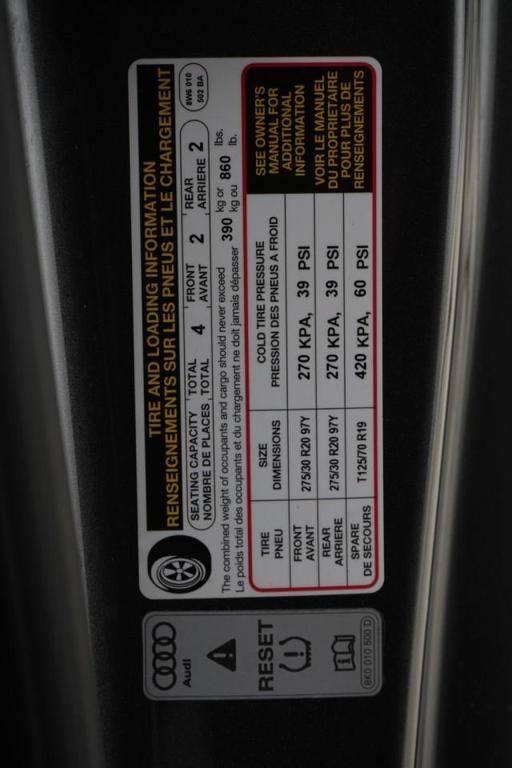 TIRE AND LOADING INFORMATION
RENSEIGNEMENTS SUR LES PNEUS ET LE CHARGEMENT
8W6 010
502 BA
SEATING CAPACITY TOTAL 4 FRONT 2 REAR 2
NOMBRE DE PLACES TOTAL AVANT ARRIERE
The combined weight of occupants and cargo should never exceed 390 kg or 860 lbs.
Le poids total des occupants et du chargement ne doit jamais dépasser kg ou lb.
TIRE SIZE COLD TIRE PRESSURE
PNEU DIMENSIONS PRESSION DES PNEUS A FROID
FRONT 275/30 R20 97Y 270 KPA, 39 PSI
AVANT
REAR 275/30 R20 97Y 270 KPA, 39 PSI
ARRIERE
SPARE T125/70 R19 420 KPA, 60 PSI
DE SECOURS
SEE OWNER'S
MANUAL FOR
ADDITIONAL
INFORMATION
VOIR LE MANUEL
DU PROPRIETAIRE
POUR PLUS DE
RENSEIGNEMENTS
Audi
RESET
8K0 010 500 D